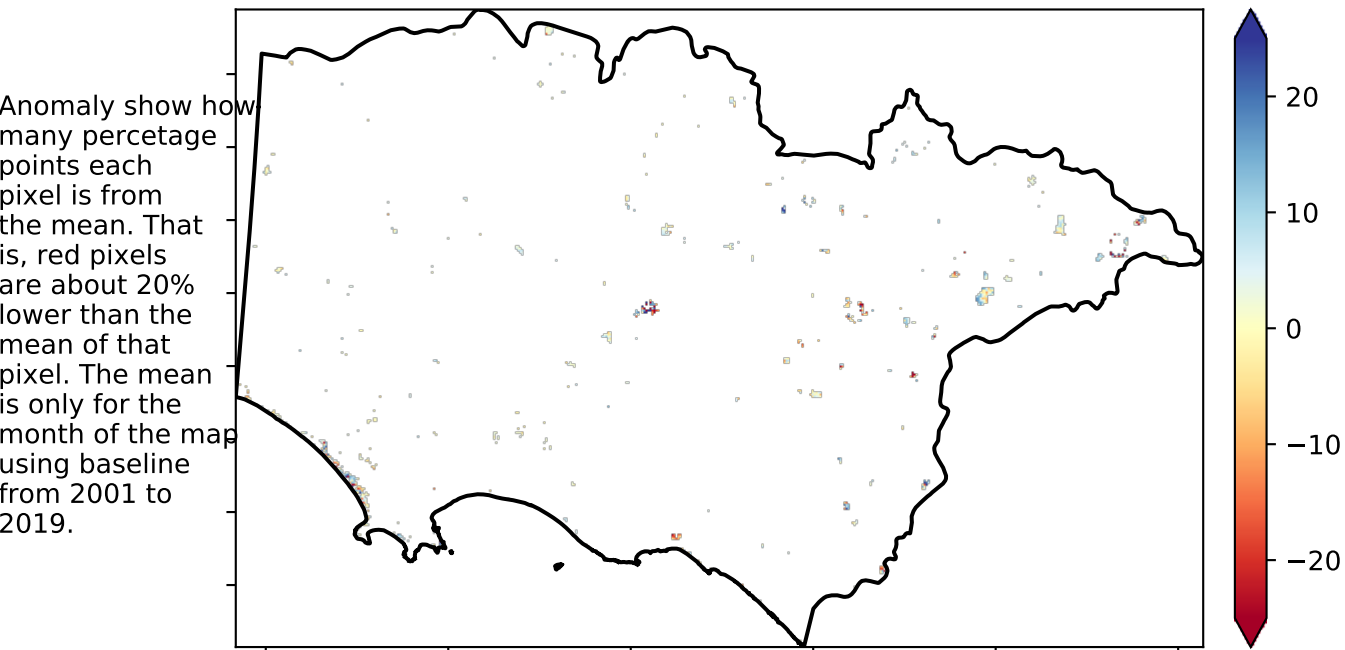 Anomaly show how
many percetage
points each
pixel is from
the mean. That
is, red pixels
are about 20%
lower than the
mean of that
pixel. The mean
is only for the
month of the map
using baseline
from 2001 to
2019.
20
10
0
−10
−20